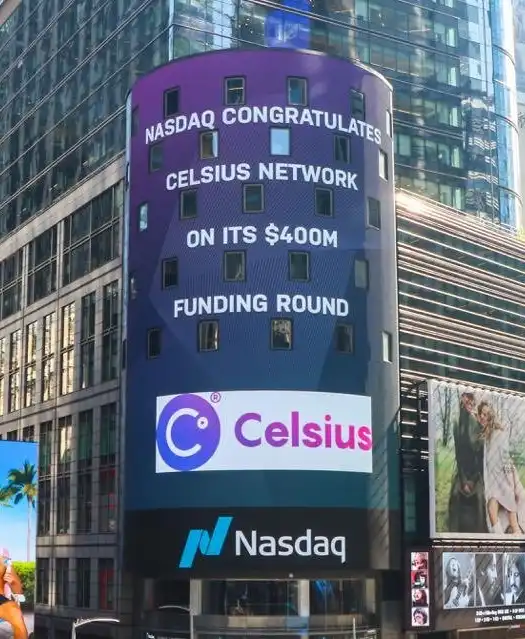 NASDAQ CONGRATULATES
CELSIUS NETWORK
ON ITS $400M
FUNDING ROUND
C° ® Celsius
Nasdaq